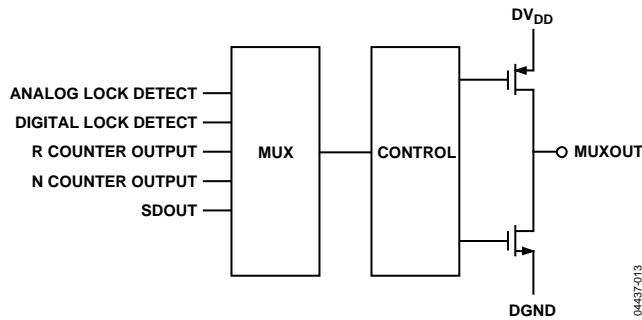 DVDD
ANALOG LOCK DETECT
DIGITAL LOCK DETECT
R COUNTER OUTPUT
MUX
CONTROL
MUXOUT
N COUNTER OUTPUT
SDOUT
DGND
04437-013